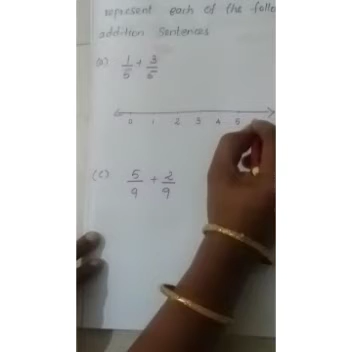 represent each of the follo
addition sentences
(a) 1/5 + 3/5
0 1 2 3 4 5
(c) 5/9 + 2/9